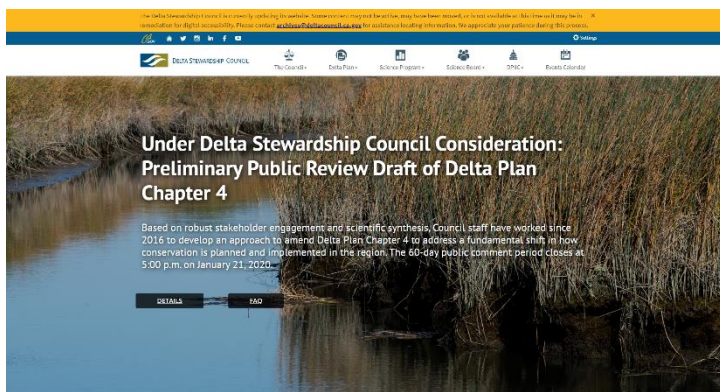 The Delta Stewardship Council is currently updating its website. Some content may not be active, may have been moved, or is not available at this time as it may be in
remediation for digital accessibility. Please contact archives@deltacouncil.ca.gov for assistance locating information. We appreciate your patience during this process.
Settings
DELTA STEWARDSHIP COUNCIL
The Council
Delta Plan
Science Program
Science Board
DPIIC
Events Calendar
Under Delta Stewardship Council Consideration:
Preliminary Public Review Draft of Delta Plan
Chapter 4
Based on robust stakeholder engagement and scientific synthesis, Council staff have worked since
2016 to develop an approach to amend Delta Plan Chapter 4 to address a fundamental shift in how
conservation is planned and implemented in the region. The 60-day public comment period closes at
5:00 p.m. on January 21, 2020.
DETAILS
FAQ